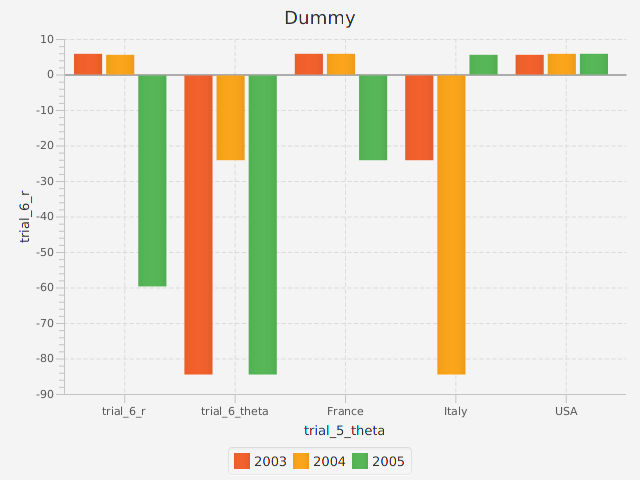 Dummy
10
0
-10
-20
-30
-40
-50
-60
-70
-80
-90
trial_6_r
trial_6_r
trial_6_theta
France
Italy
USA
trial_5_theta
2003
2004
2005